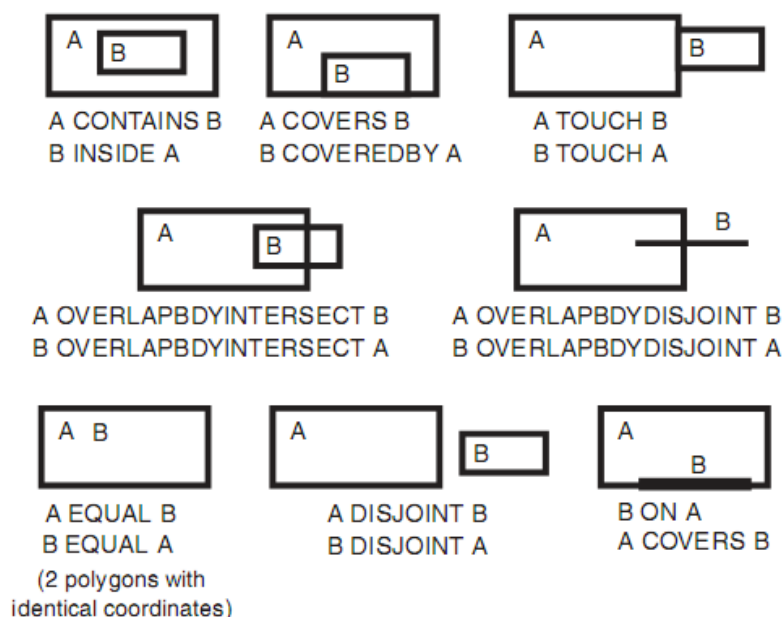 A
B
A CONTAINS B
B INSIDE A
A
B
A COVERS B
B COVEREDBY A
A
B
A TOUCH B
B TOUCH A
A
B
A OVERLAPBDYINTERSECT B
B OVERLAPBDYINTERSECT A
A
B
A OVERLAPBDYDISJOINT B
B OVERLAPBDYDISJOINT A
A B
A EQUAL B
B EQUAL A
(2 polygons with
identical coordinates)
A
B
A DISJOINT B
B DISJOINT A
A
B
B ON A
A COVERS B